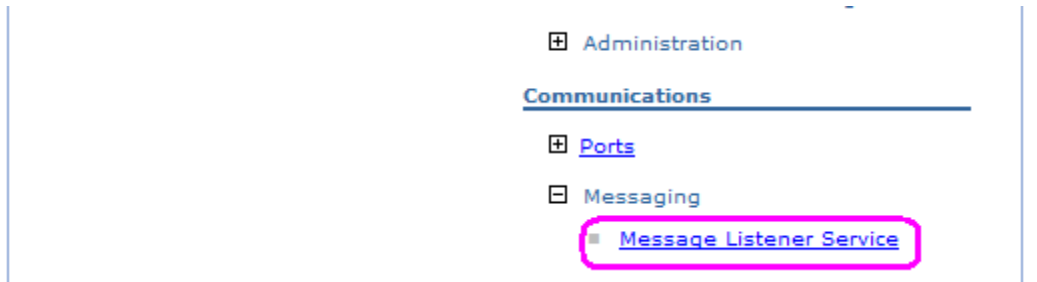 Administration
Communications
Ports
Messaging
Message Listener Service